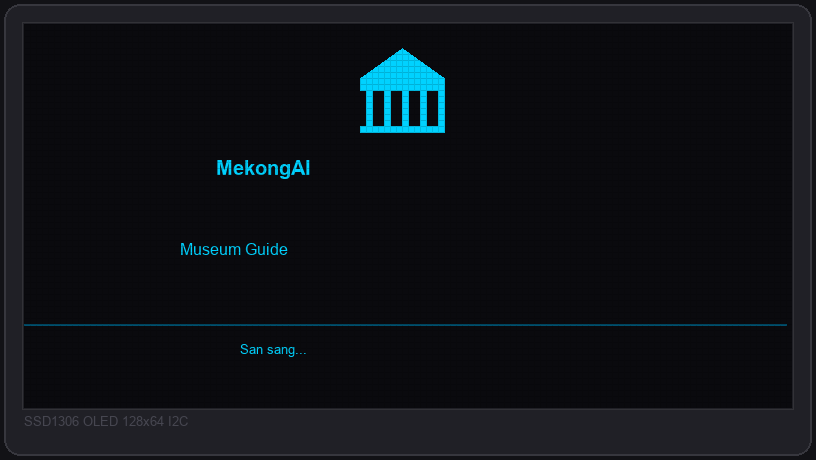 MekongAI
Museum Guide
San sang...
SSD1306 OLED 128x64 I2C